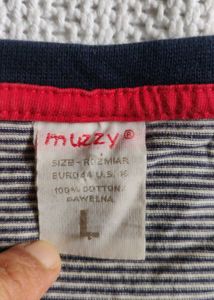 muzzy®
SIZE - ROZMIAR
EURO 44 U.S. 16
100% COTTON
BAWEŁNA
L